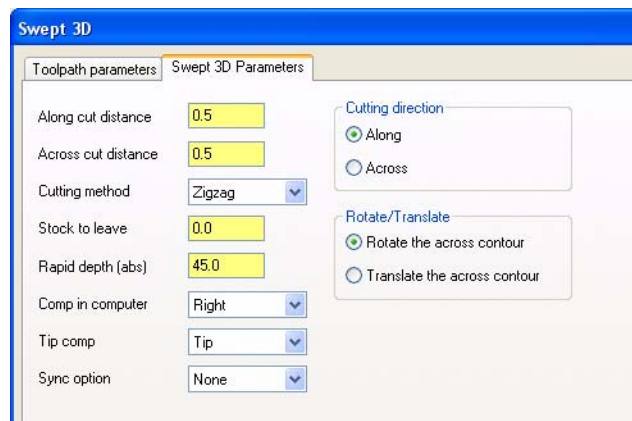 Swept 3D
Toolpath parameters
Swept 3D Parameters
Along cut distance 0.5
Across cut distance 0.5
Cutting method Zigzag
Stock to leave 0.0
Rapid depth (abs) 45.0
Comp in computer Right
Tip comp Tip
Sync option None
Cutting direction
Along
Across
Rotate/Translate
Rotate the across contour
Translate the across contour